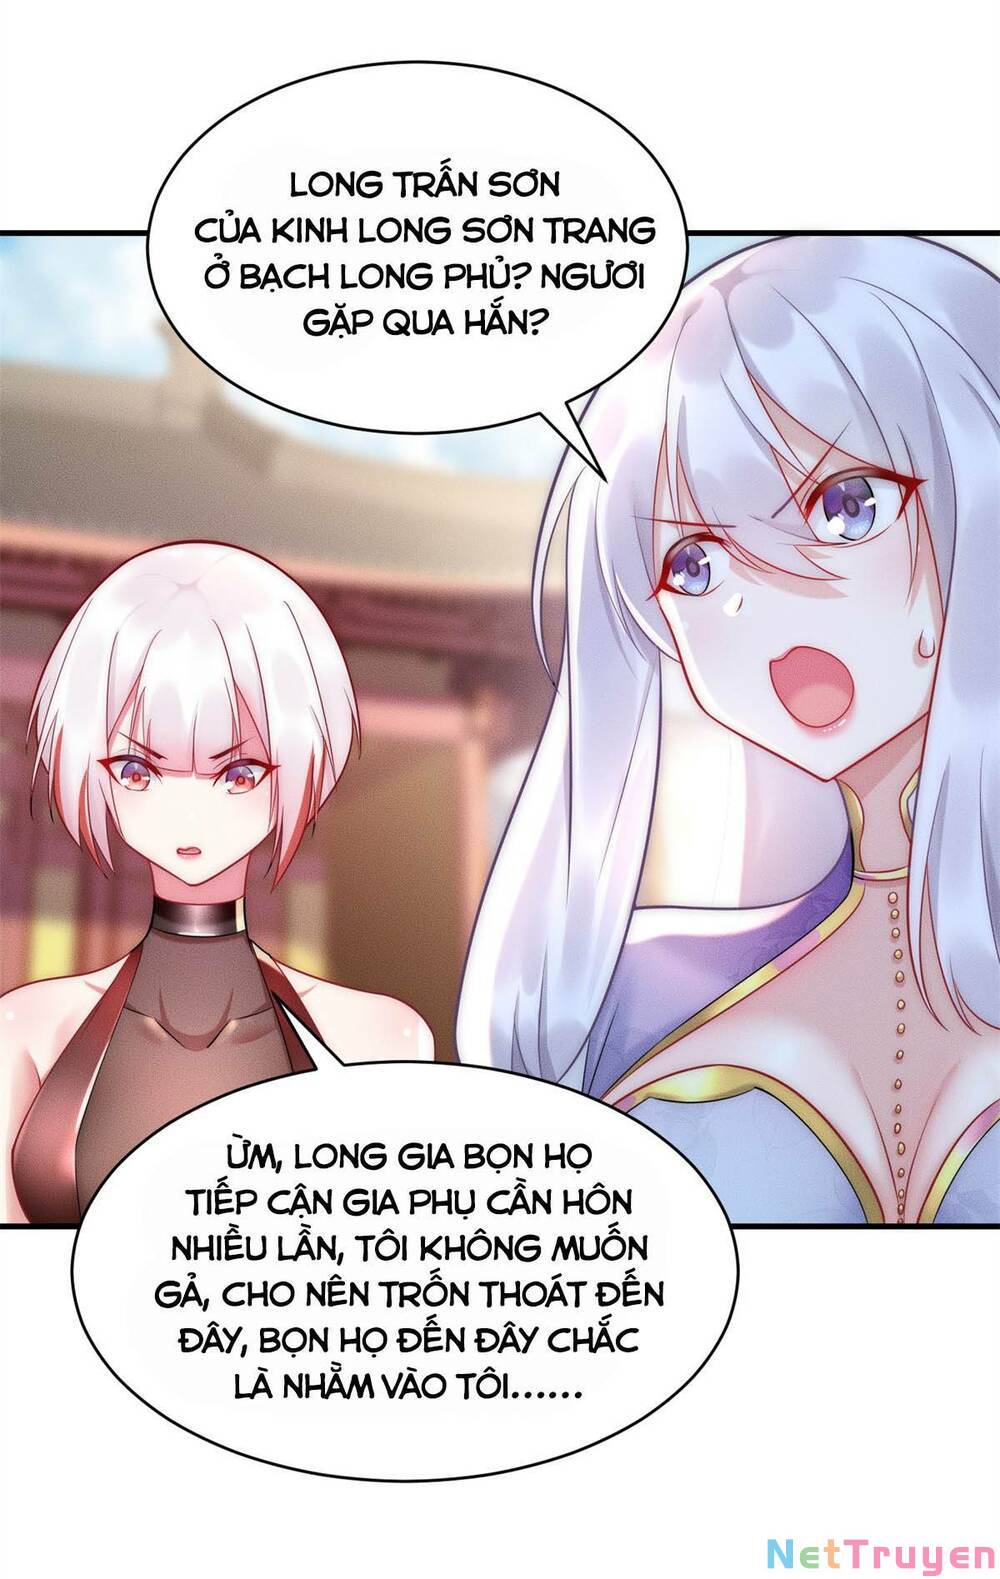 LONG TRẤN SƠN
CỦA KINH LONG SƠN TRANG
Ở BẠCH LONG PHỦ? NGƯƠI
GẶP QUA HẮN?
ỪM, LONG GIA BỌN HỌ
TIẾP CẬN GIA PHỤ CẦN HÔN
NHIỀU LẦN, TÔI KHÔNG MUỐN
GẢ, CHO NÊN TRỐN THOÁT ĐẾN
ĐÂY, BỌN HỌ ĐẾN ĐÂY CHẮC
LÀ NHẰM VÀO TÔI......
NetTruyen